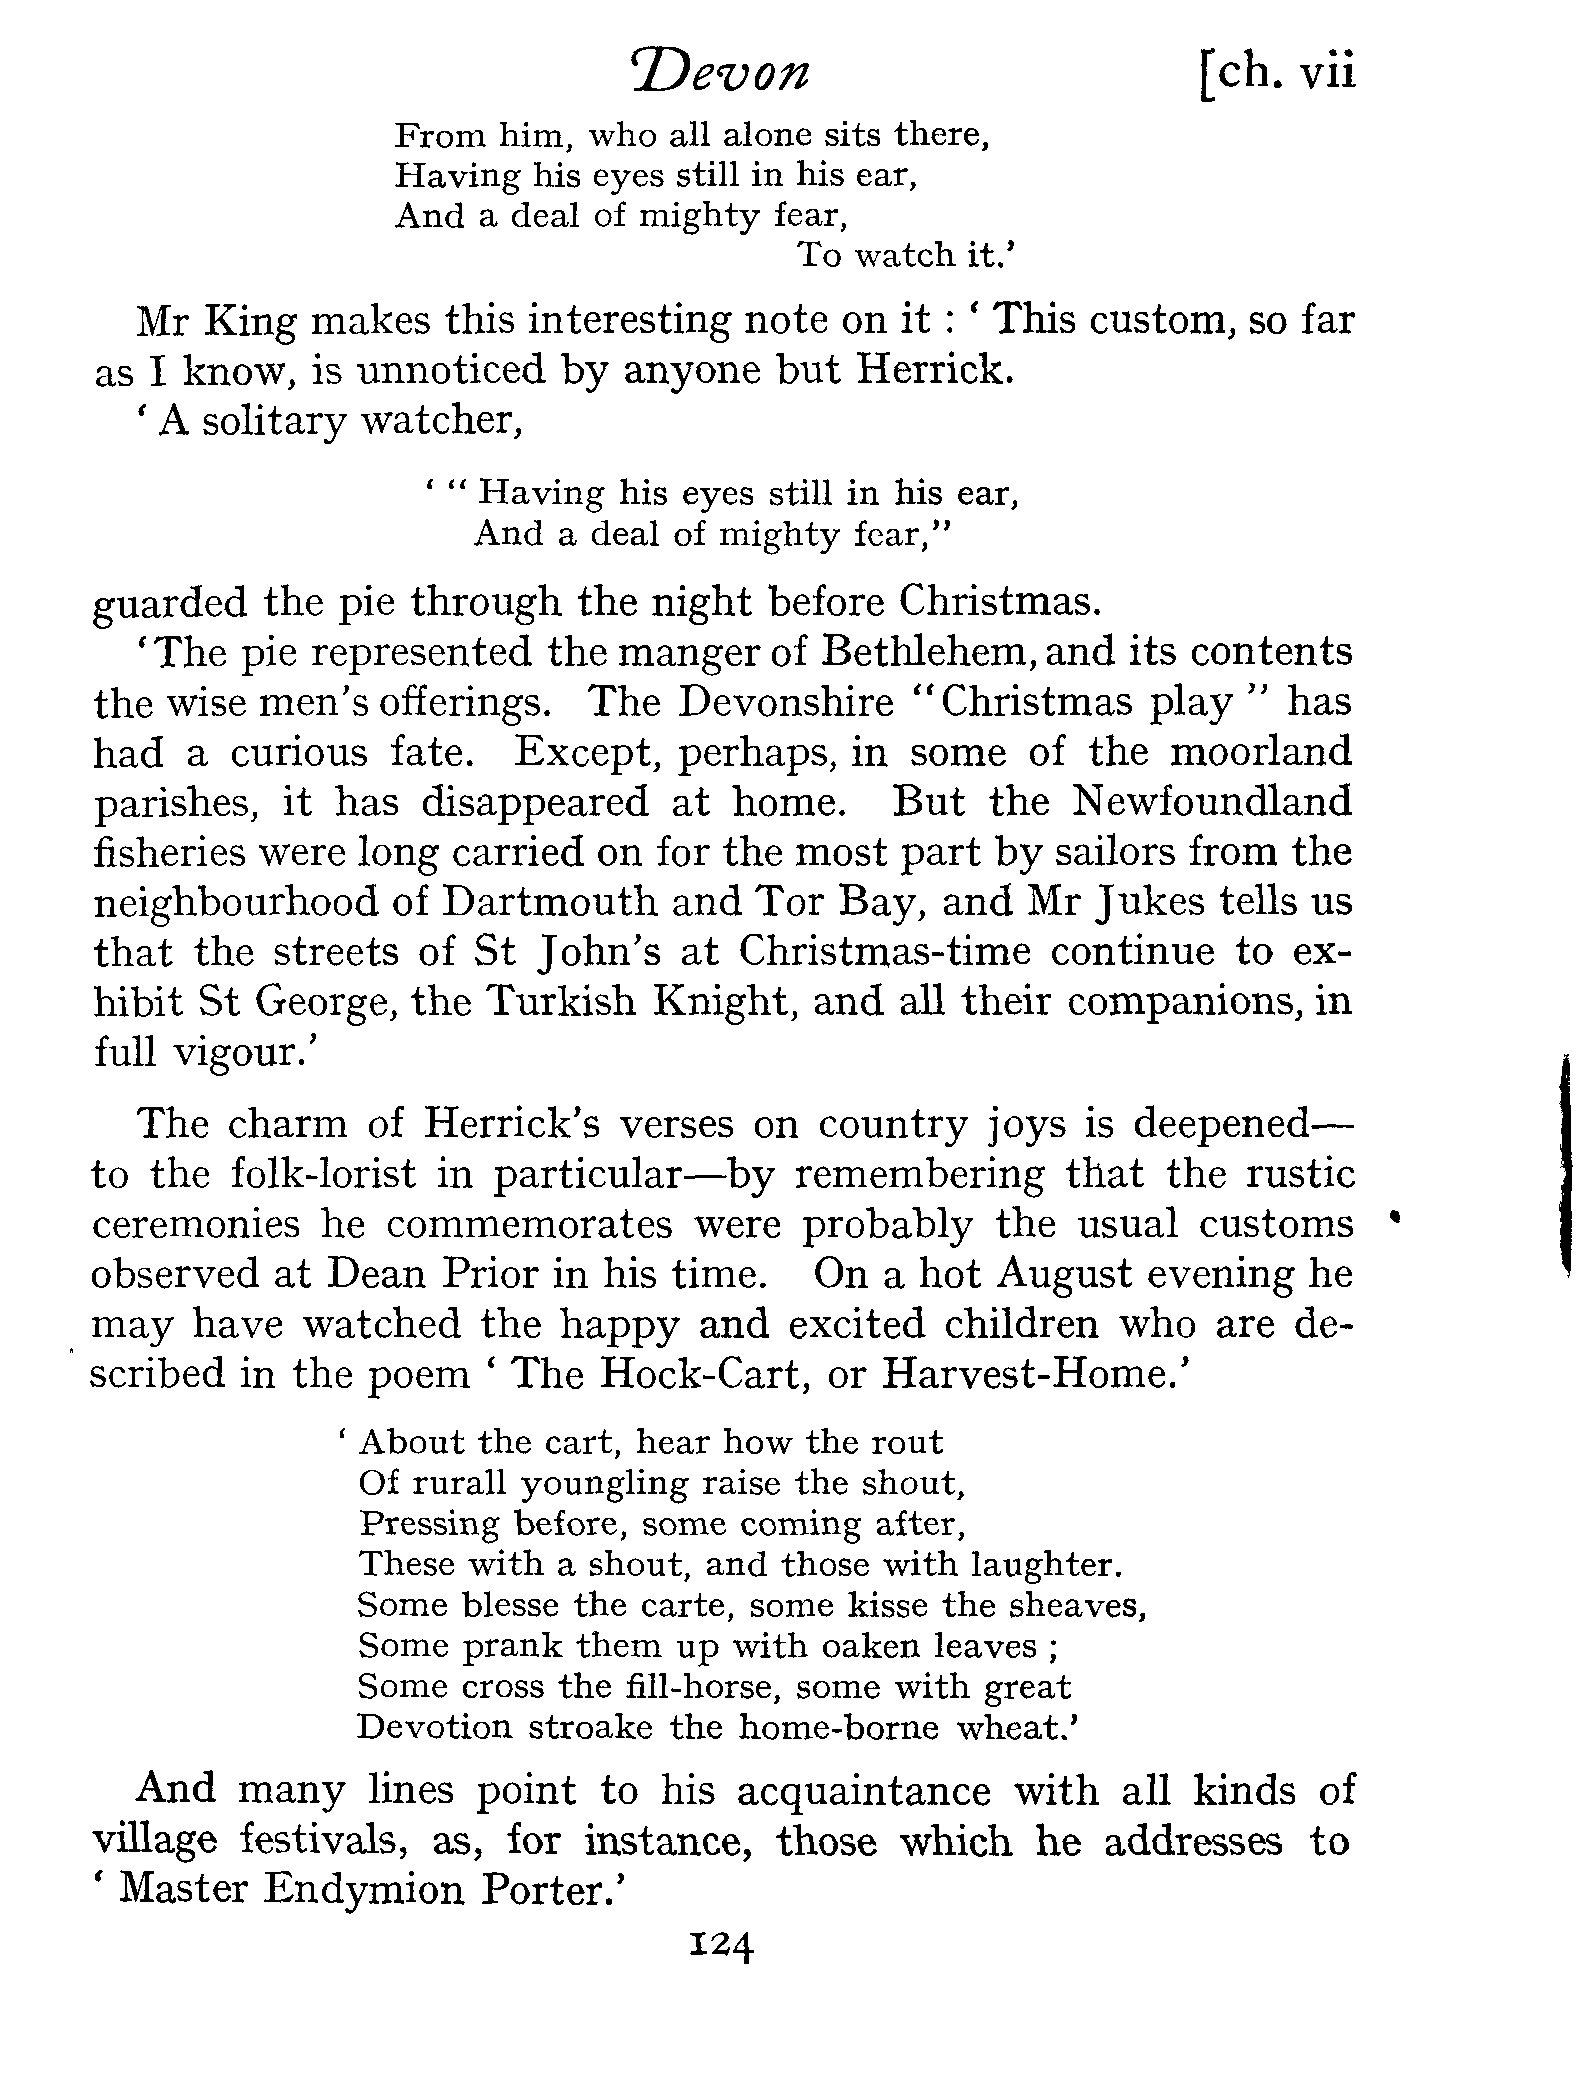 Devon [ch. vii
From him, who all alone sits there,
Having his eyes still in his ear,
And a deal of mighty fear,
To watch it.’
Mr King makes this interesting note on it : ‘ This custom, so far
as I know, is unnoticed by anyone but Herrick.
‘ A solitary watcher,
‘ “ Having his eyes still in his ear,
And a deal of mighty fear,”
guarded the pie through the night before Christmas.
‘The pie represented the manger of Bethlehem, and its contents
the wise men’s offerings. The Devonshire “Christmas play ” has
had a curious fate. Except, perhaps, in some of the moorland
parishes, it has disappeared at home. But the Newfoundland
fisheries were long carried on for the most part by sailors from the
neighbourhood of Dartmouth and Tor Bay, and Mr Jukes tells us
that the streets of St John’s at Christmas-time continue to ex-
hibit St George, the Turkish Knight, and all their companions, in
full vigour.’
The charm of Herrick’s verses on country joys is deepened—
to the folk-lorist in particular—by remembering that the rustic
ceremonies he commemorates were probably the usual customs
observed at Dean Prior in his time. On a hot August evening he
may have watched the happy and excited children who are de-
scribed in the poem ‘ The Hock-Cart, or Harvest-Home.’
‘ About the cart, hear how the rout
Of rurall youngling raise the shout,
Pressing before, some coming after,
These with a shout, and those with laughter.
Some blesse the carte, some kisse the sheaves,
Some prank them up with oaken leaves ;
Some cross the fill-horse, some with great
Devotion stroake the home-borne wheat.’
And many lines point to his acquaintance with all kinds of
village festivals, as, for instance, those which he addresses to
‘ Master Endymion Porter.’
124